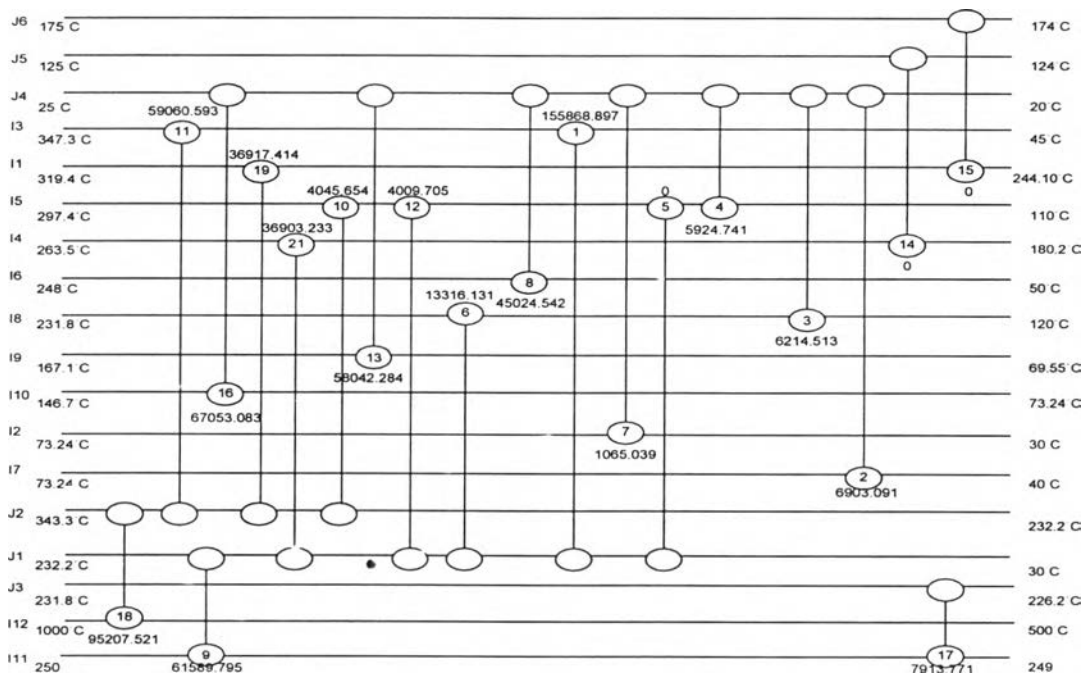 J6 175 C 174 C
J5 125 C 124 C
J4 25 C 20 C
59060.593 155868.897
I3 347.3 C 11 1 45 C
36917.414
I1 319.4 C 19 15 244.10 C
4045.654 4009.705 0 0
I5 297.4 C 10 12 5 4 110 C
36903.233 5924.741
I4 263.5 C 21 14 180.2 C
0
I6 248 C 8 50 C
13316.131 45024.542
I8 231.8 C 6 3 120 C
6214.513
I9 167.1 C 13 69.55 C
58042.284
I10 146.7 C 16 73.24 C
67053.083
I2 73.24 C 7 30 C
1065.039
I7 73.24 C 2 40 C
6903.091
J2 343.3 C 232.2 C
J1 232.2 C 30 C
J3 231.8 C 226.2 C
I12 1000 C 18 500 C
95207.521
I11 250 9 17 249
61589.795 7913.771